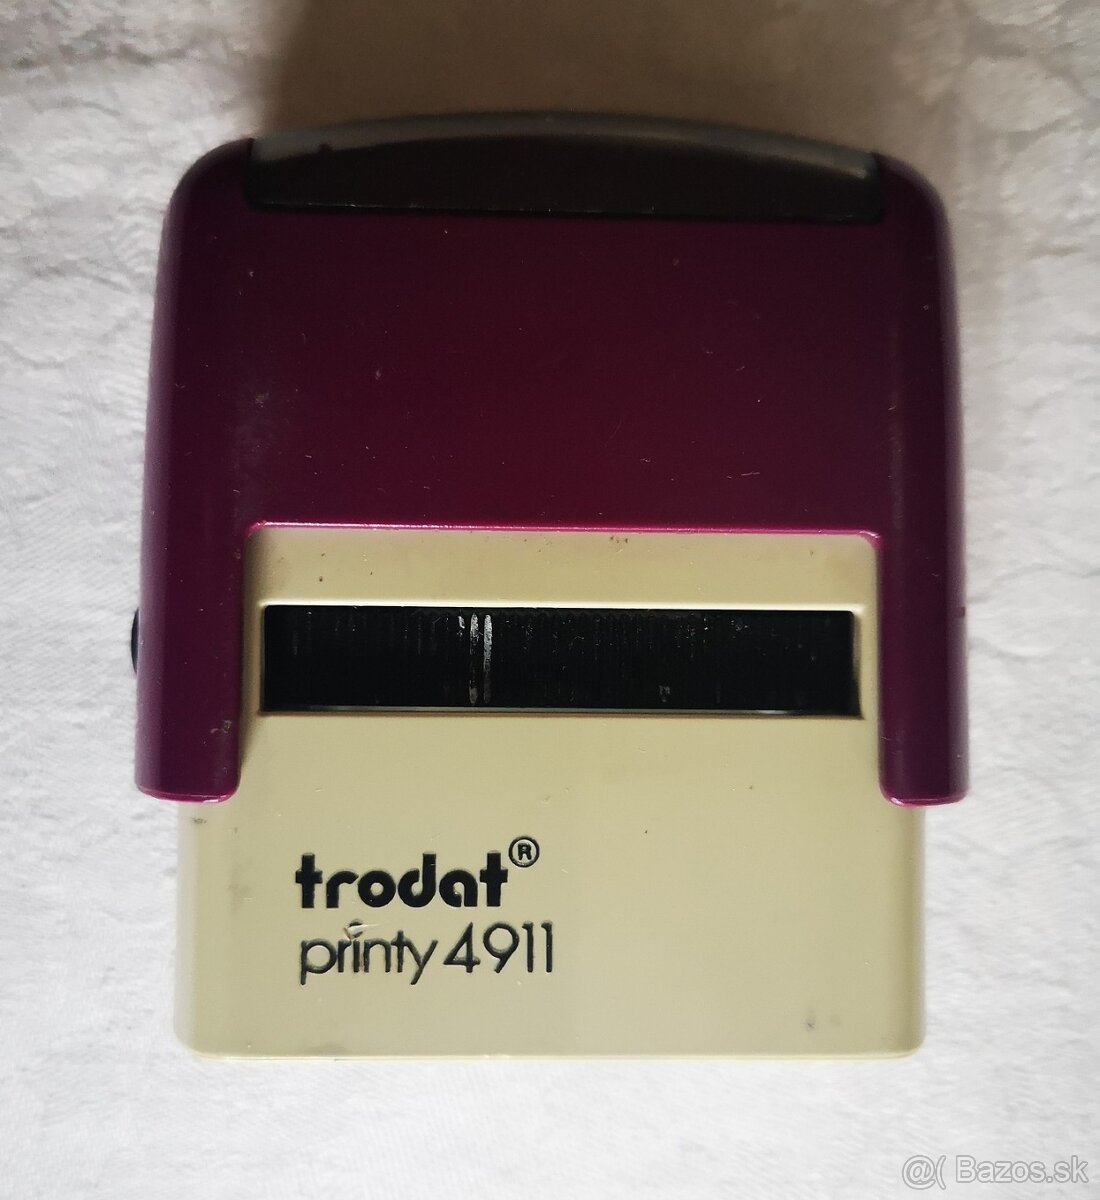 trodat®
printy 4911
@( Bazos.sk